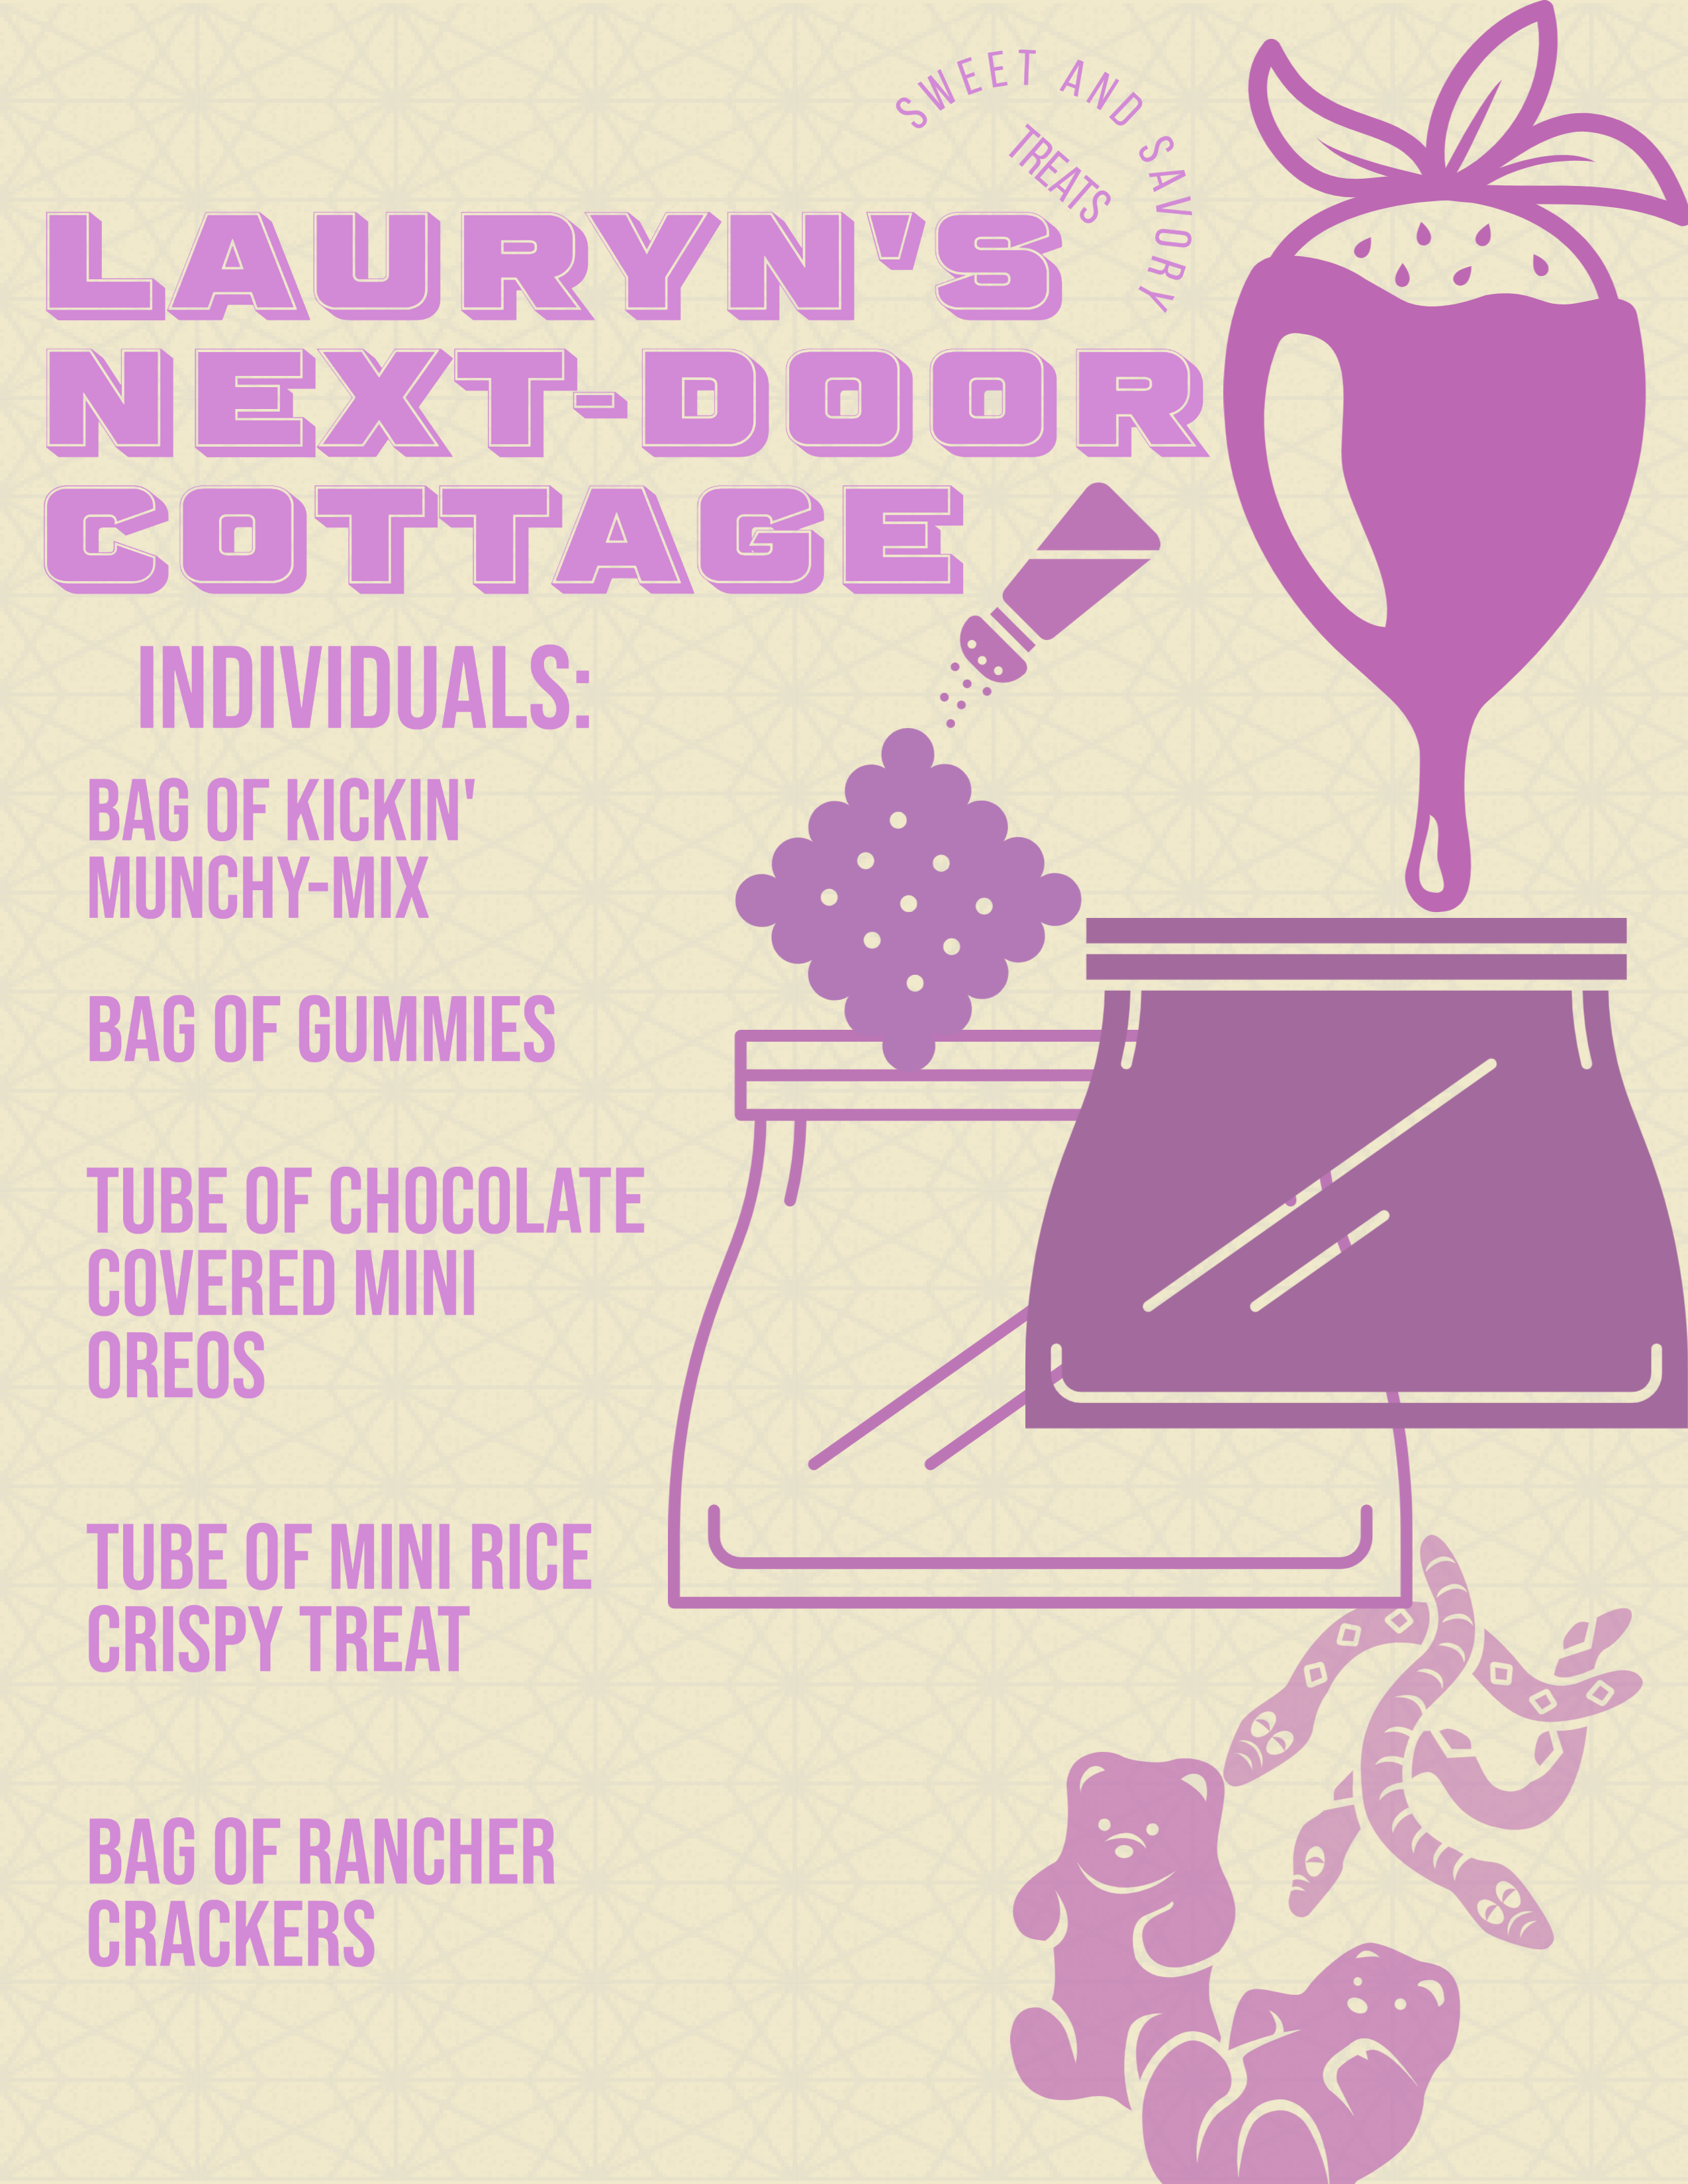 SWEET AND SAVORY
TREATS
LAURYN'S
NEXT-DOOR
COTTAGE
INDIVIDUALS:
BAG OF KICKIN'
MUNCHY-MIX
BAG OF GUMMIES
TUBE OF CHOCOLATE
COVERED MINI
OREOS
TUBE OF MINI RICE
CRISPY TREAT
BAG OF RANCHER
CRACKERS